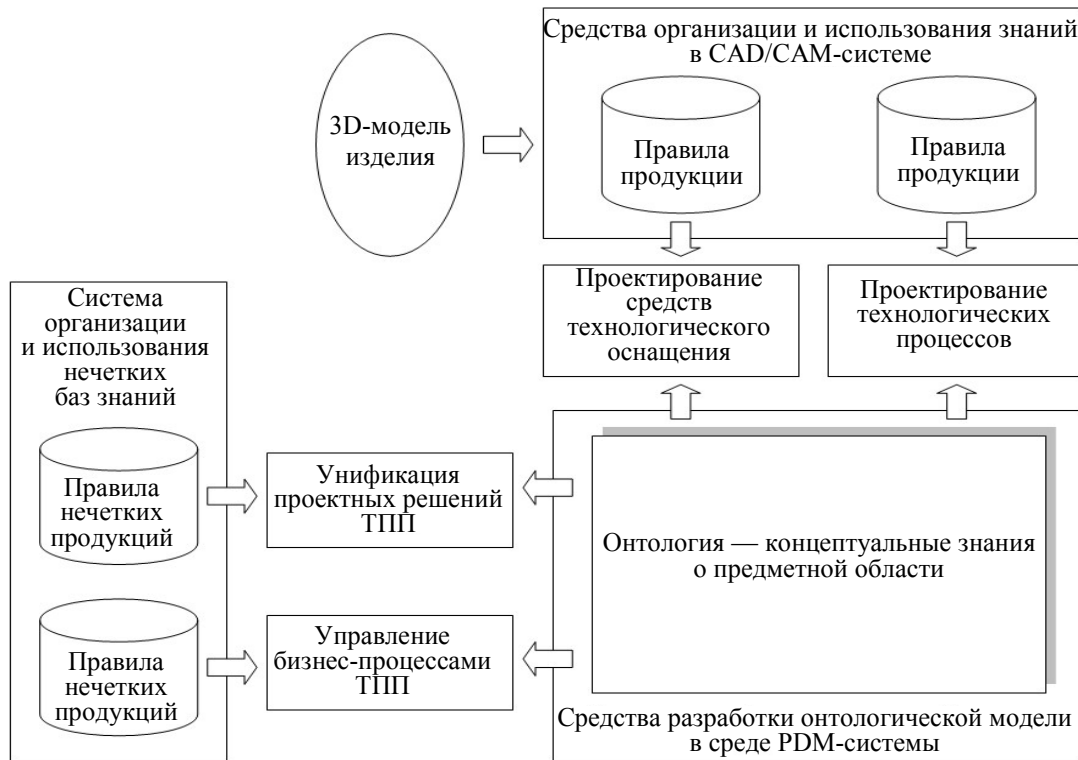 Средства организации и использования знаний
в CAD/CAM-системе
3D-модель
изделия
Правила
продукции
Правила
продукции
Проектирование
средств
технологического
оснащения
Проектирование
технологических
процессов
Система
организации
и использования
нечетких
баз знаний
Правила
нечетких
продукций
Унификация
проектных решений
ТПП
Онтология — концептуальные знания
о предметной области
Правила
нечетких
продукций
Управление
бизнес-процессами
ТПП
Средства разработки онтологической модели
в среде PDM-системы